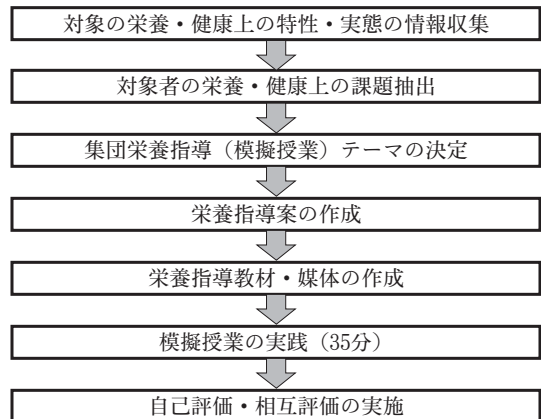 対象の栄養・健康上の特性・実態の情報収集
対象者の栄養・健康上の課題抽出
集団栄養指導（模擬授業）テーマの決定
栄養指導案の作成
栄養指導教材・媒体の作成
模擬授業の実践（35分）
自己評価・相互評価の実施